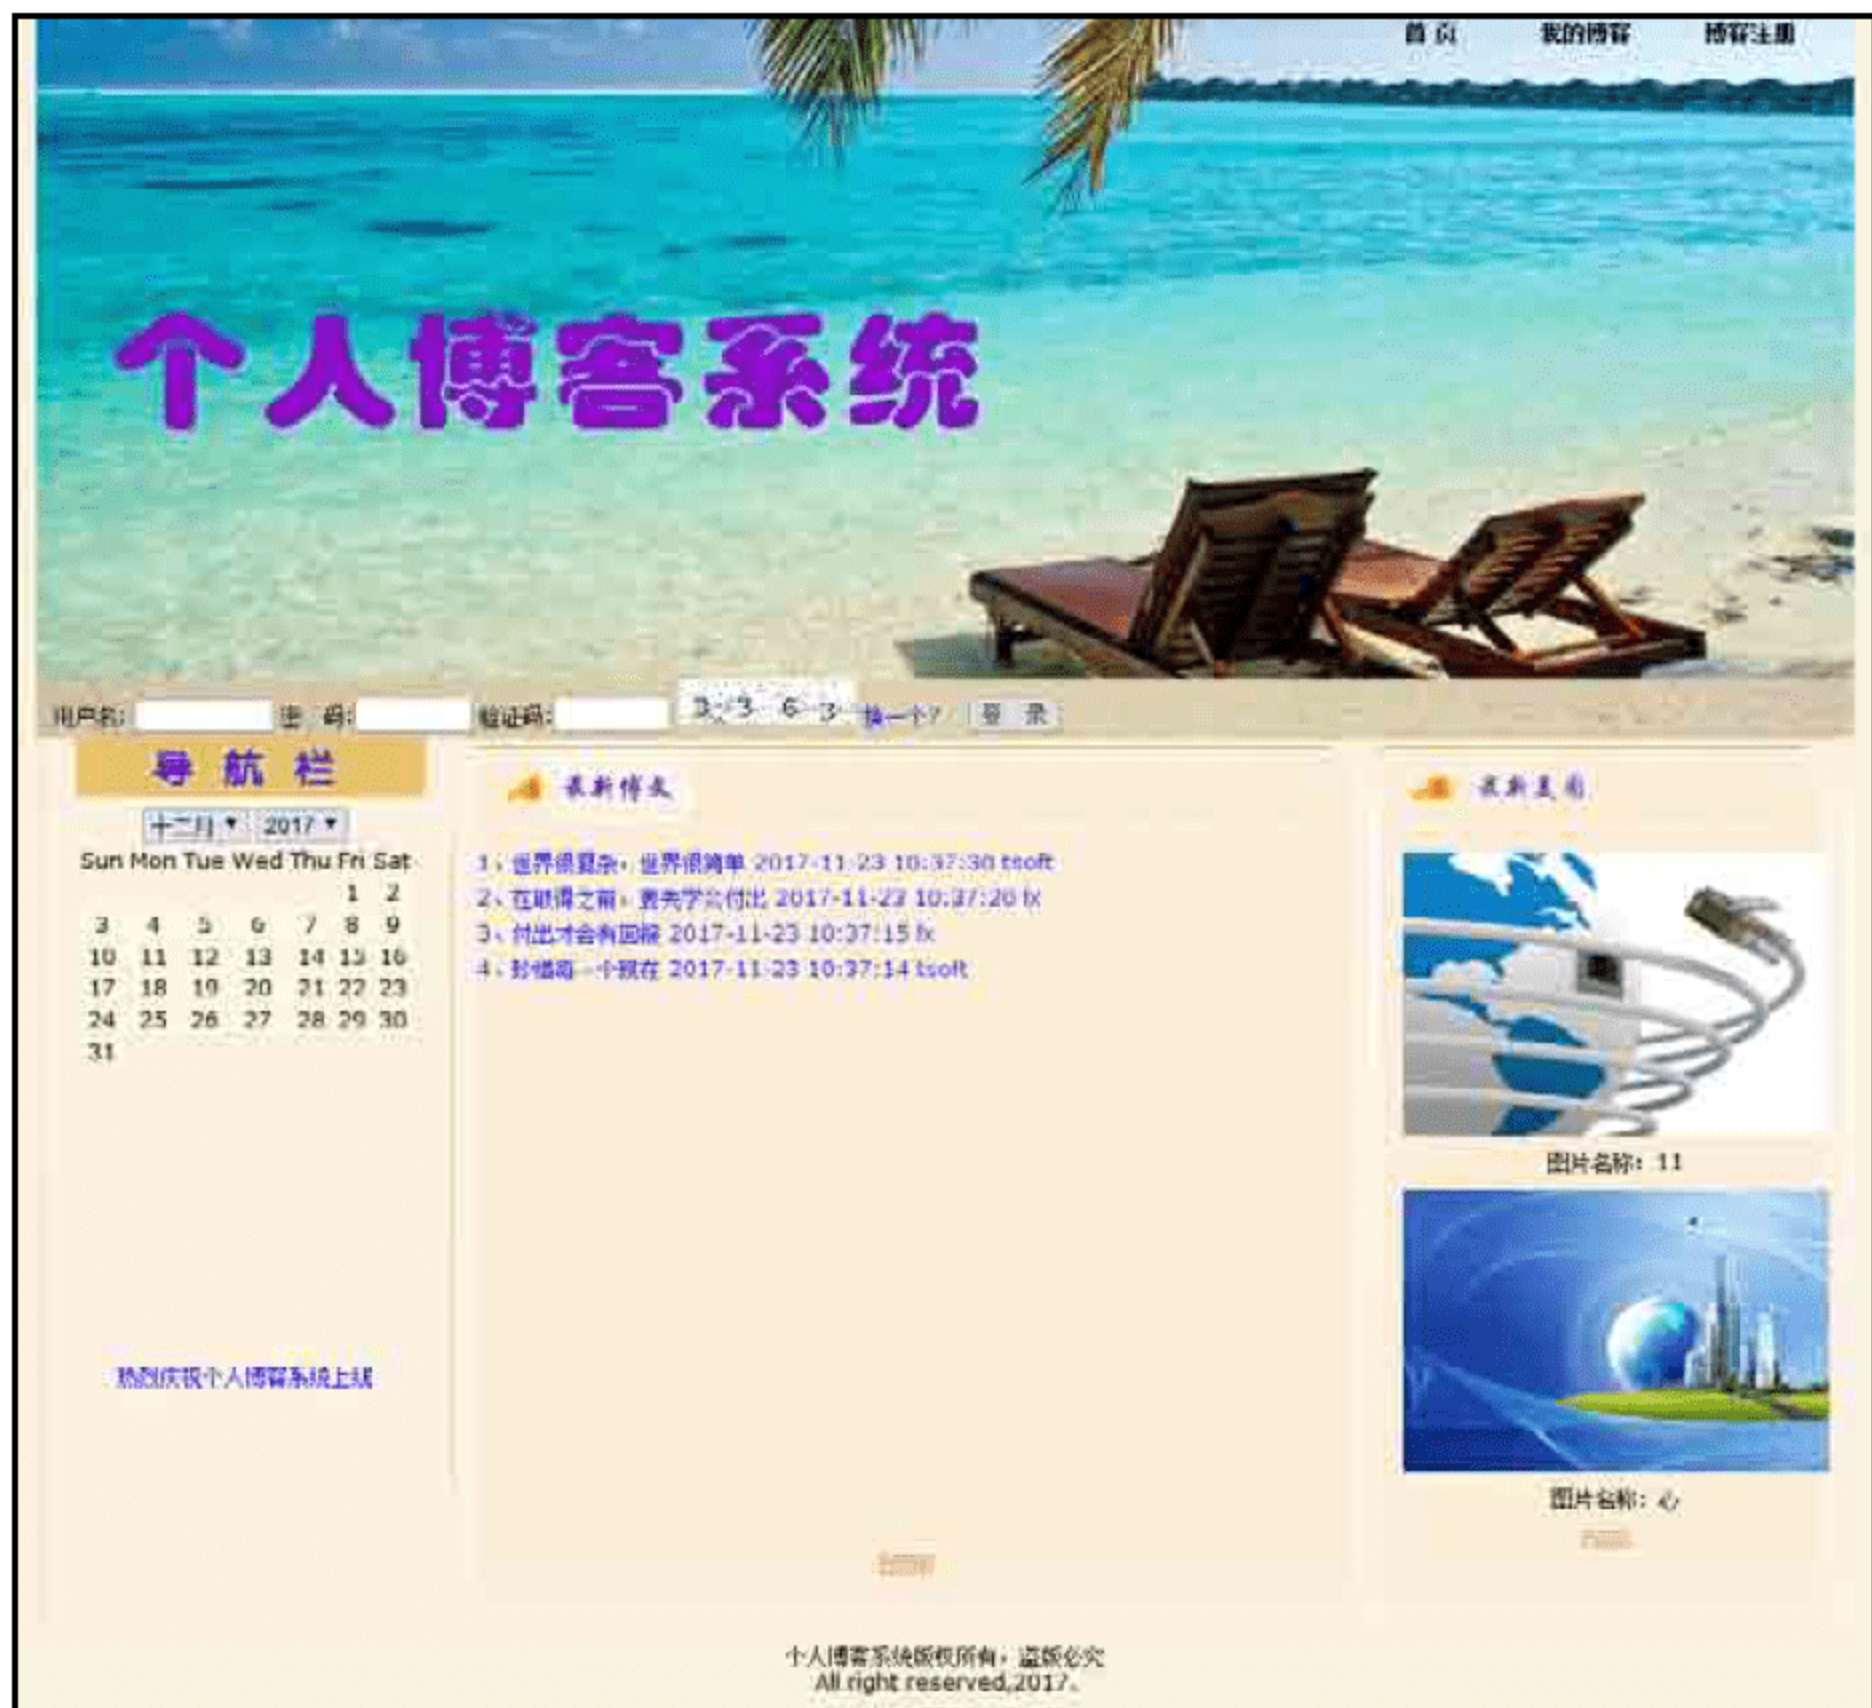 首 页 我的博客 博客注册
个人博客系统
用户名: 密 码: 验证码: 3 3 6 3 换一个? 登 录
导 航 栏
十二月 2017
Sun Mon Tue Wed Thu Fri Sat
1 2
3 4 5 6 7 8 9
10 11 12 13 14 15 16
17 18 19 20 21 22 23
24 25 26 27 28 29 30
31
热烈庆祝个人博客系统上线
最新博文
1、世界很复杂，世界很简单 2017-11-23 10:37:30 tsoft
2、在取得之前，要先学会付出 2017-11-23 10:37:20 lx
3、付出才会有回报 2017-11-23 10:37:15 lx
4、珍惜每一个现在 2017-11-23 10:37:14 tsoft
最新美图
图片名称：11
图片名称：心
个人博客系统版权所有，盗版必究
All right reserved,2017.